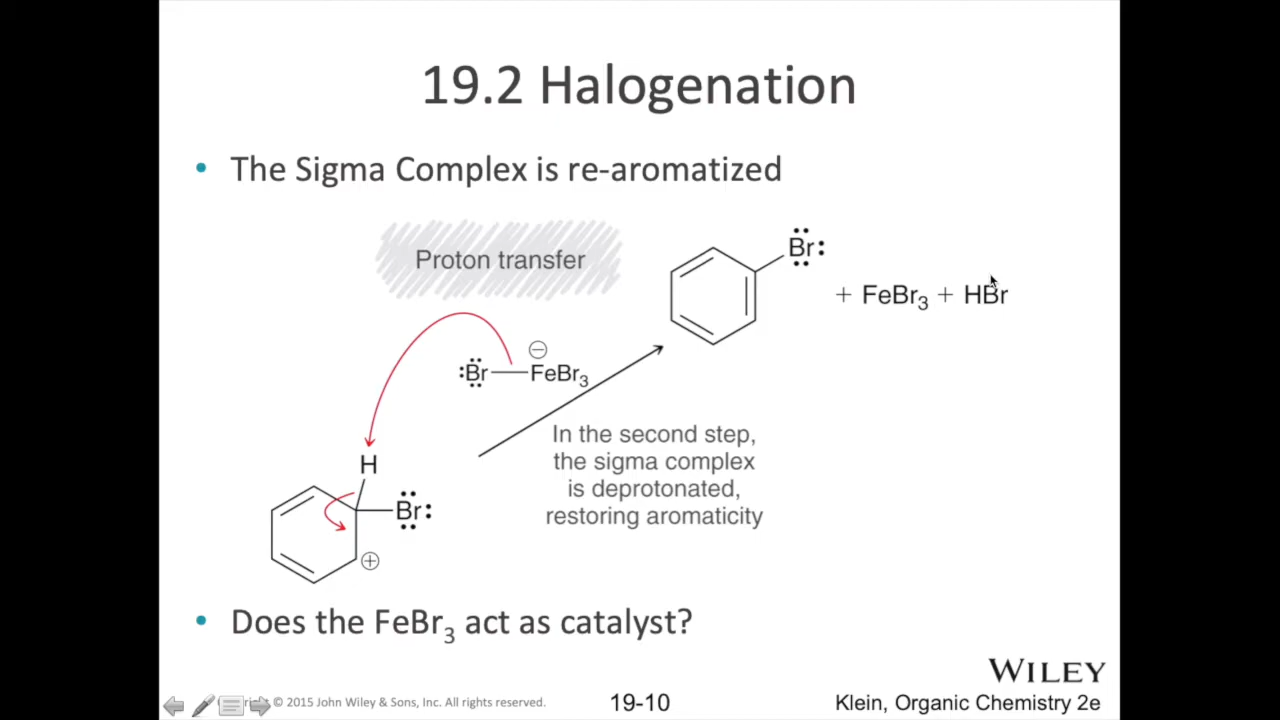 19.2 Halogenation
• The Sigma Complex is re-aromatized
Proton transfer
Br
+ FeBr₃ + HBr
⊖
Br—FeBr₃
In the second step,
the sigma complex
is deprotonated,
restoring aromaticity
H
Br
⊕
• Does the FeBr₃ act as catalyst?
WILEY
© 2015 John Wiley & Sons, Inc. All rights reserved.
19-10
Klein, Organic Chemistry 2e